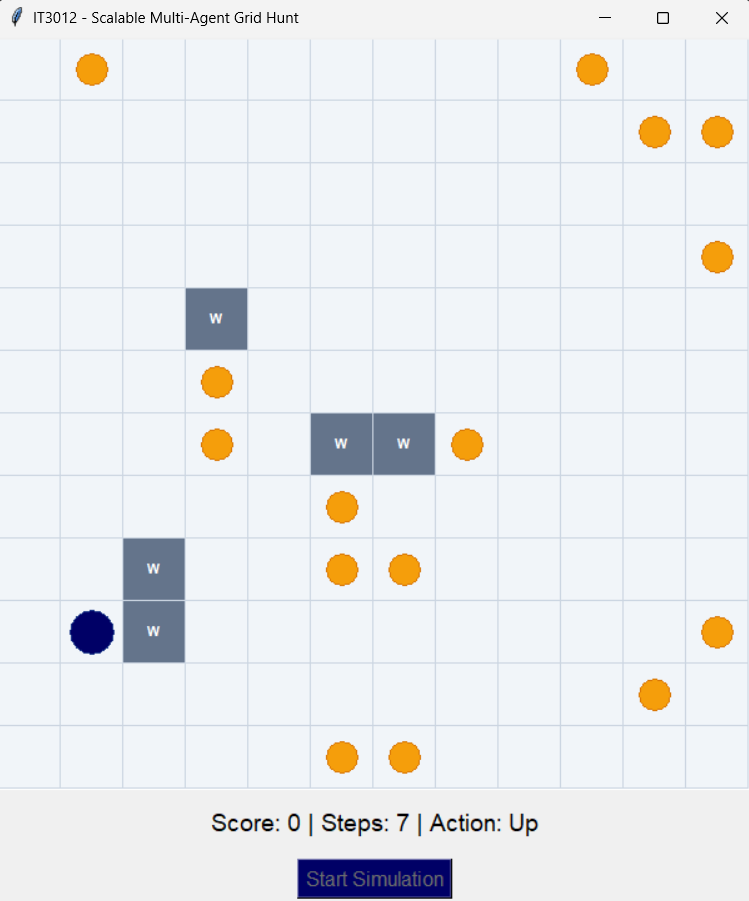 IT3012 - Scalable Multi-Agent Grid Hunt
W
W W
W
W
Score: 0 | Steps: 7 | Action: Up
Start Simulation